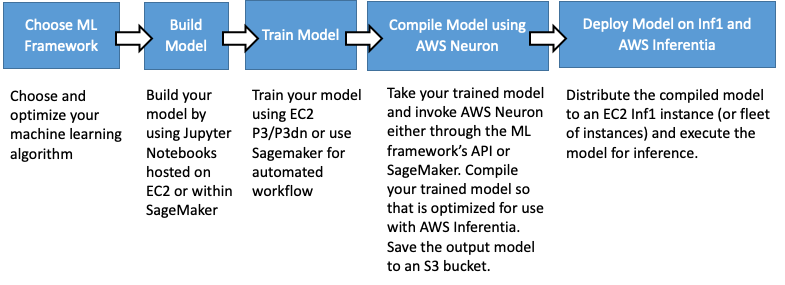 Choose ML
Framework
Build
Model
Train Model
Compile Model using
AWS Neuron
Deploy Model on Inf1 and
AWS Inferentia
Choose and
optimize your
machine learning
algorithm
Build your
model by
using Jupyter
Notebooks
hosted on
EC2 or within
SageMaker
Train your model
using EC2
P3/P3dn or use
Sagemaker for
automated
workflow
Take your trained model
and invoke AWS Neuron
either through the ML
framework's API or
SageMaker. Compile
your trained model so
that is optimized for use
with AWS Inferentia.
Save the output model
to an S3 bucket.
Distribute the compiled model
to an EC2 Inf1 instance (or fleet
of instances) and execute the
model for inference.